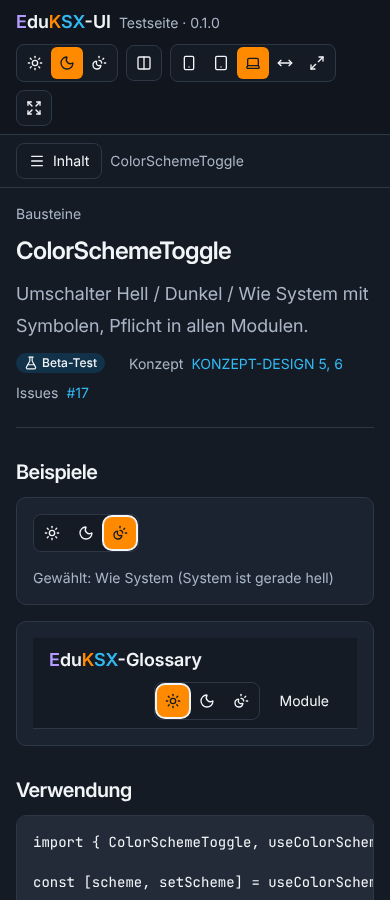 EduKSX-UI Testseite · 0.1.0
Inhalt ColorSchemeToggle
Bausteine
ColorSchemeToggle
Umschalter Hell / Dunkel / Wie System mit
Symbolen, Pflicht in allen Modulen.
Beta-Test Konzept KONZEPT-DESIGN 5, 6
Issues #17
Beispiele
Gewählt: Wie System (System ist gerade hell)
EduKSX-Glossary
Module
Verwendung
import { ColorSchemeToggle, useColorSchem
const [scheme, setScheme] = useColorSchem